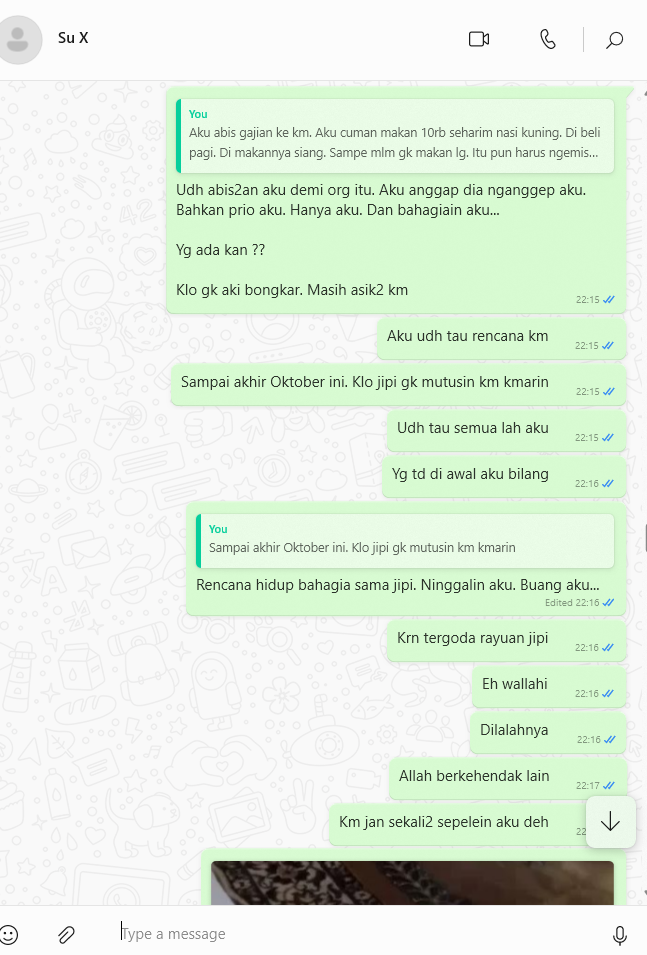 Su X
You
Aku abis gajian ke km. Aku cuman makan 10rb seharim nasi kuning. Di beli
pagi. Di makannya siang. Sampe mlm gk makan lg. Itu pun harus ngemis...
Udh abis2an aku demi org itu. Aku anggap dia nganggep aku.
Bahkan prio aku. Hanya aku. Dan bahagiain aku...
Yg ada kan ??
Klo gk aki bongkar. Masih asik2 km
22:15
Aku udh tau rencana km
22:15
Sampai akhir Oktober ini. Klo jipi gk mutusin km kmarin
22:15
Udh tau semua lah aku
22:15
Yg td di awal aku bilang
22:16
You
Sampai akhir Oktober ini. Klo jipi gk mutusin km kmarin
Rencana hidup bahagia sama jipi. Ninggalin aku. Buang aku...
Edited 22:16
Krn tergoda rayuan jipi
22:16
Eh wallahi
22:16
Dilalahnya
22:16
Allah berkehendak lain
22:17
Km jan sekali2 sepelein aku deh
22
Type a message